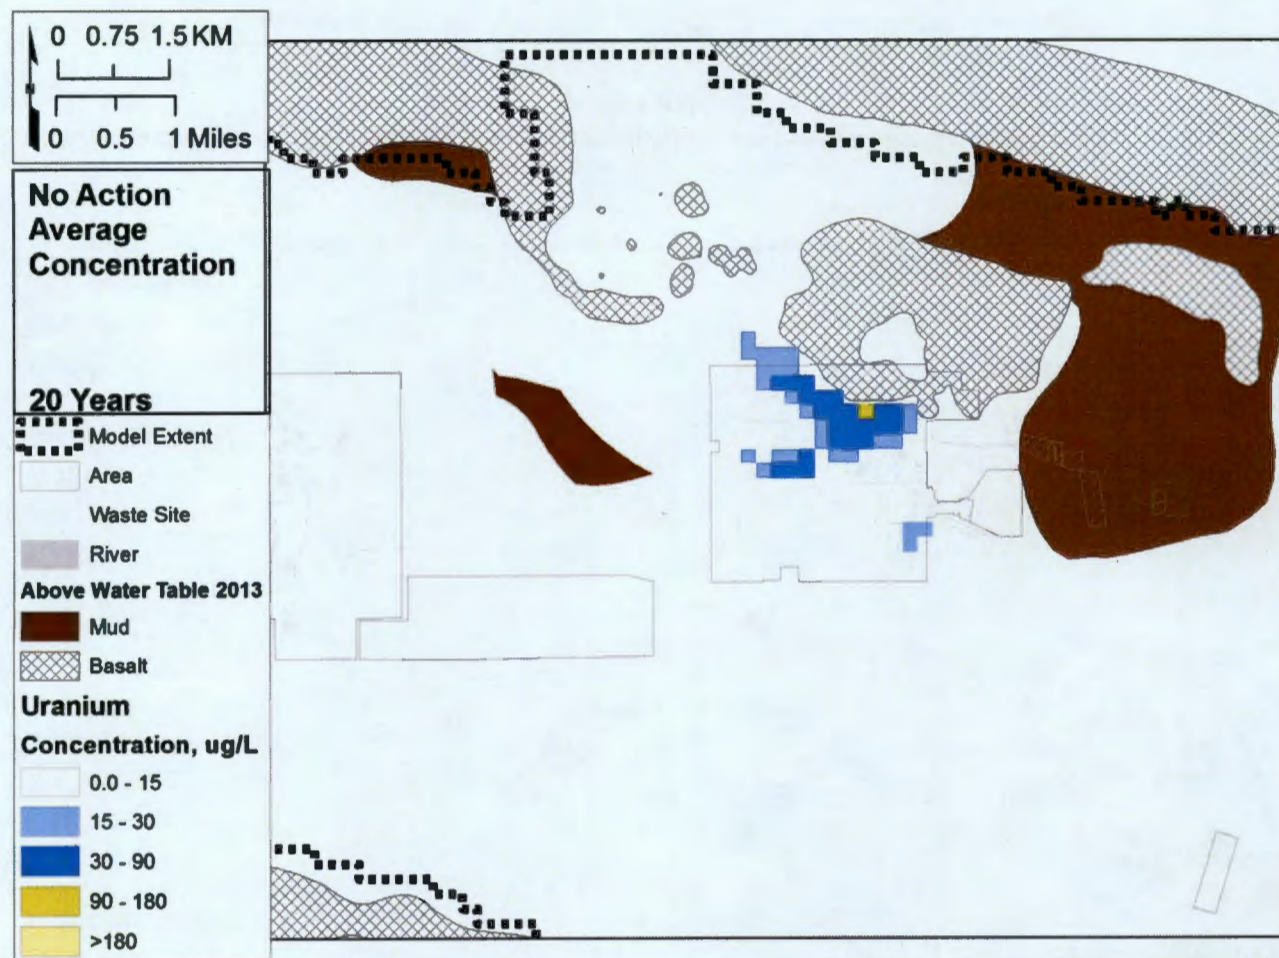 0 0.75 1.5 KM
0 0.5 1 Miles
No Action
Average
Concentration
20 Years
Model Extent
Area
Waste Site
River
Above Water Table 2013
Mud
Basalt
Uranium
Concentration, ug/L
0.0 - 15
15 - 30
30 - 90
90 - 180
>180